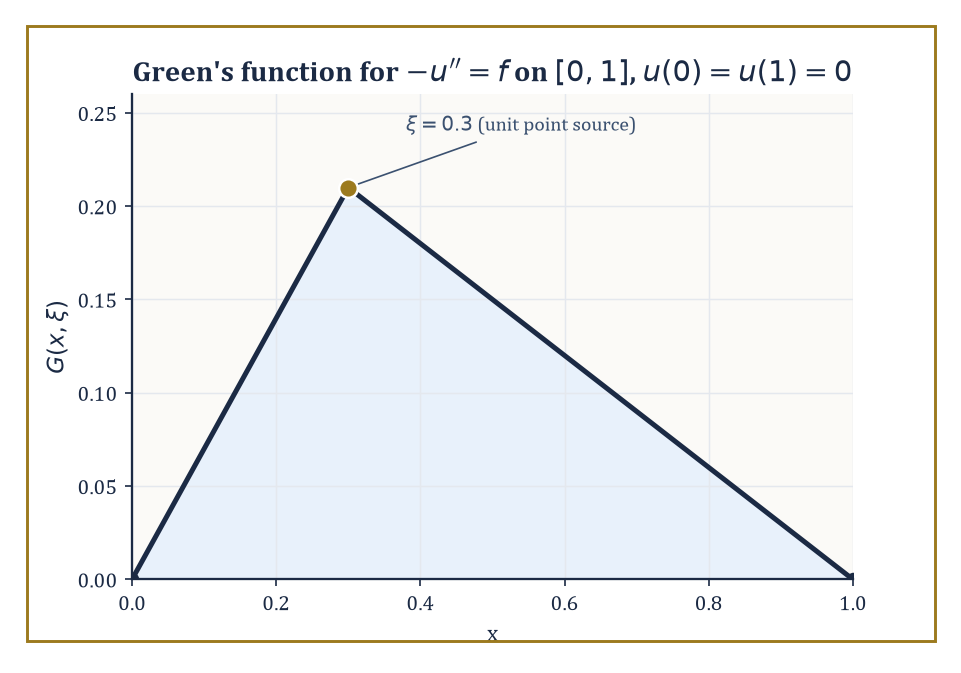 Green's function for −u″ = f on [0, 1], u(0) = u(1) = 0
ξ = 0.3 (unit point source)
G(x, ξ)
0.25
0.20
0.15
0.10
0.05
0.00
0.0 0.2 0.4 0.6 0.8 1.0
x